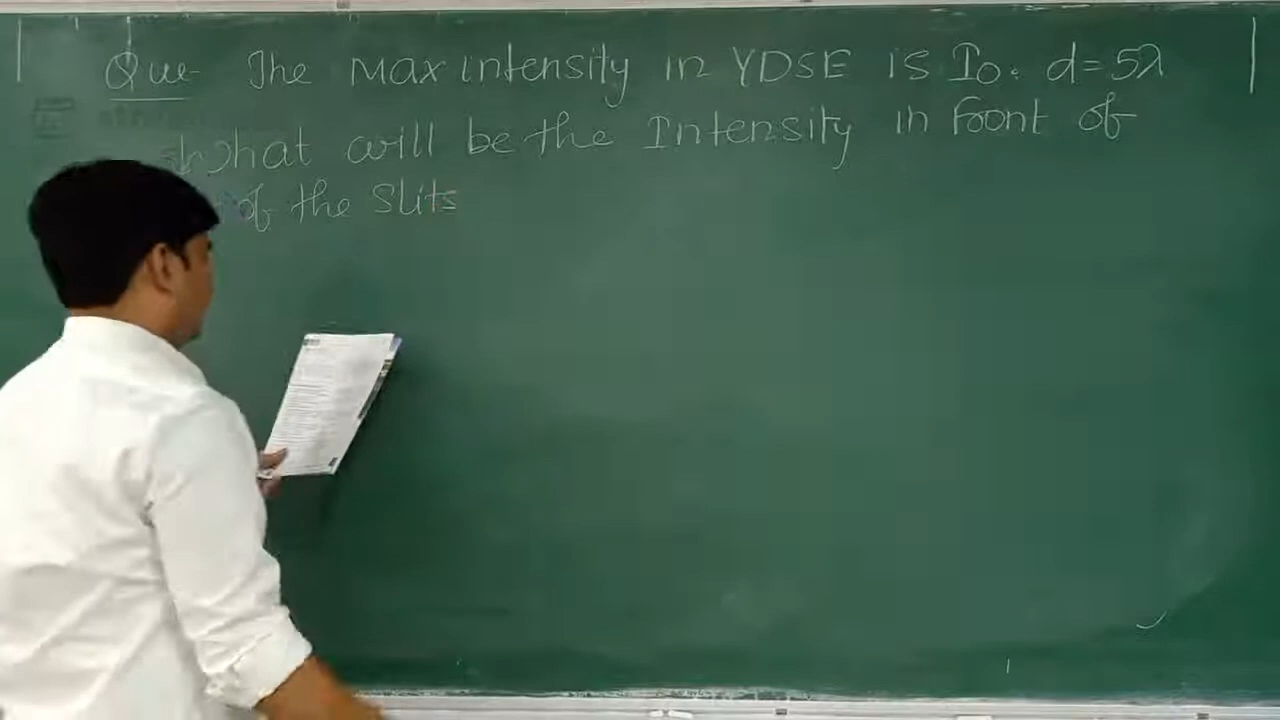 Que The Max intensity in YDSE is I0. d=5λ
what will be the Intensity in front of
of the Slits